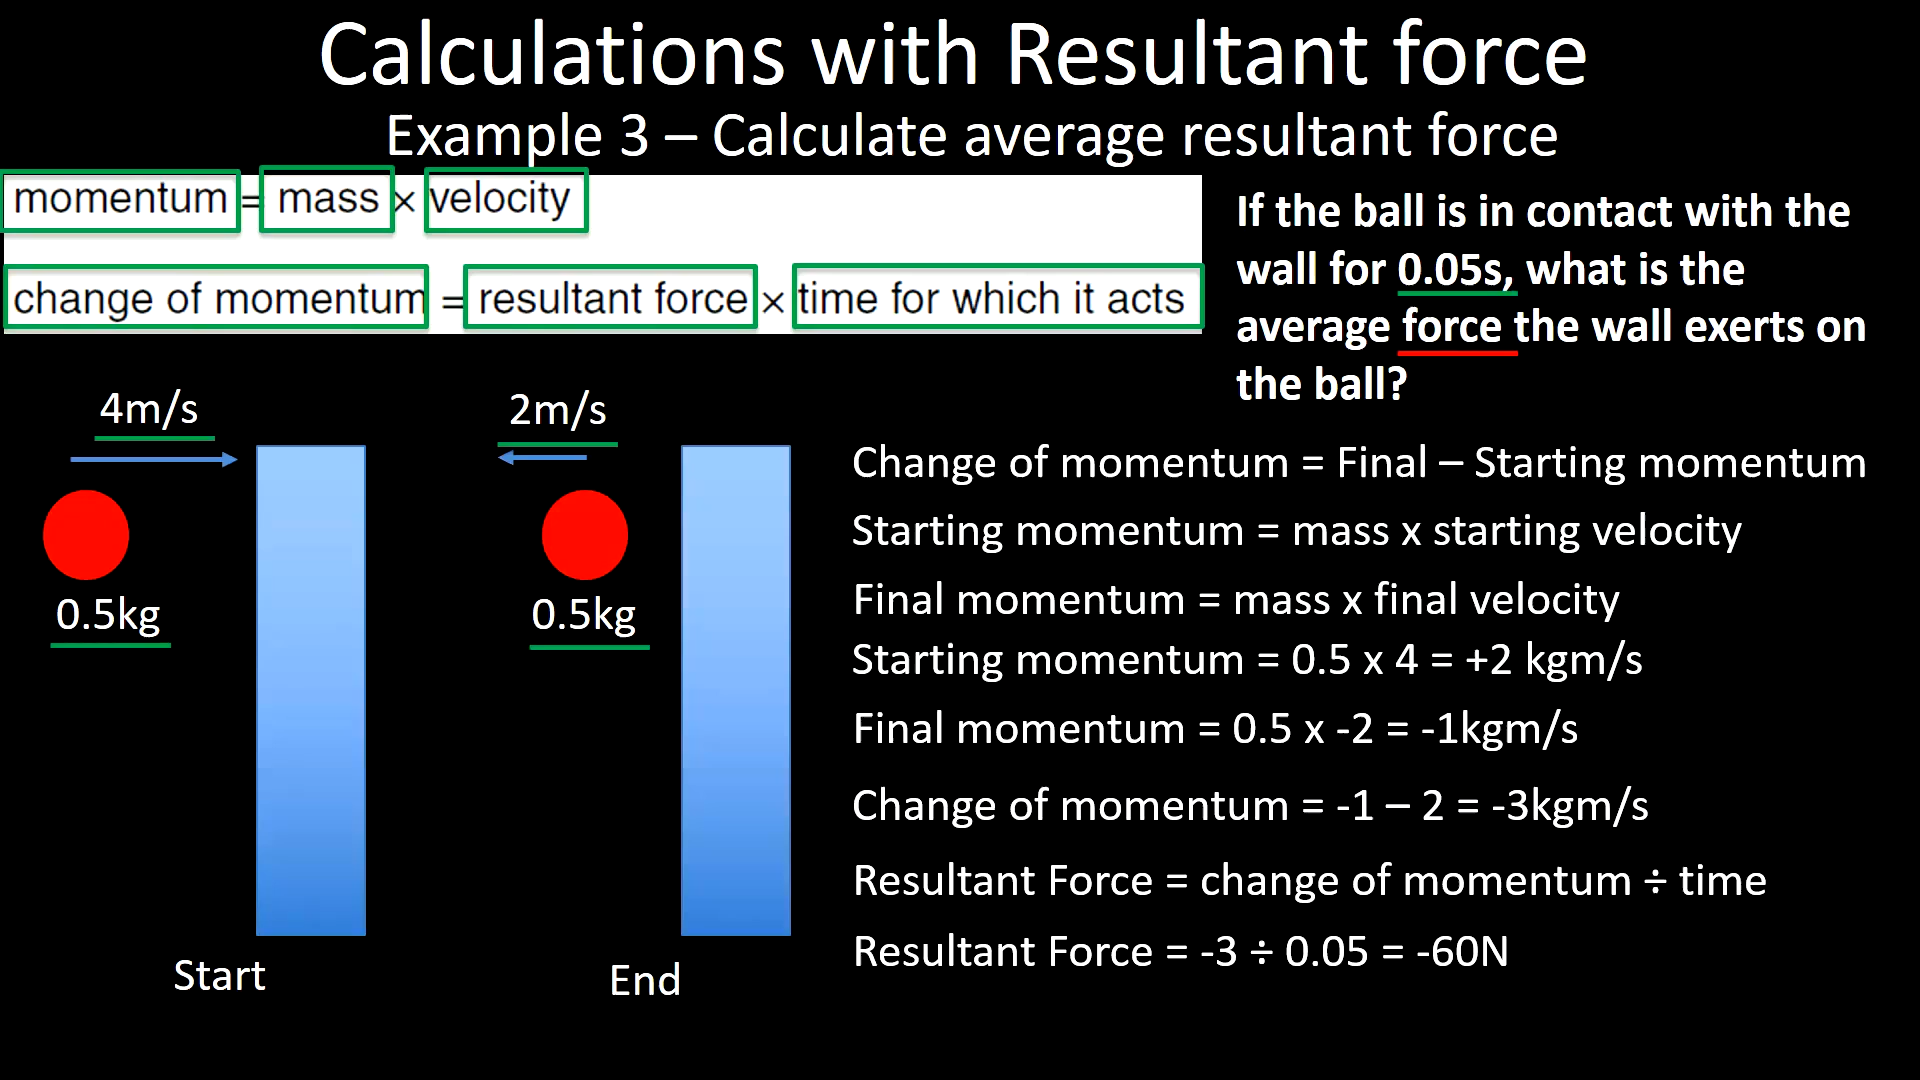 Calculations with Resultant force
Example 3 – Calculate average resultant force
momentum = mass × velocity
change of momentum = resultant force × time for which it acts
If the ball is in contact with the
wall for 0.05s, what is the
average force the wall exerts on
the ball?
4m/s
2m/s
0.5kg
0.5kg
Start
End
Change of momentum = Final – Starting momentum
Starting momentum = mass x starting velocity
Final momentum = mass x final velocity
Starting momentum = 0.5 x 4 = +2 kgm/s
Final momentum = 0.5 x -2 = -1kgm/s
Change of momentum = -1 – 2 = -3kgm/s
Resultant Force = change of momentum ÷ time
Resultant Force = -3 ÷ 0.05 = -60N